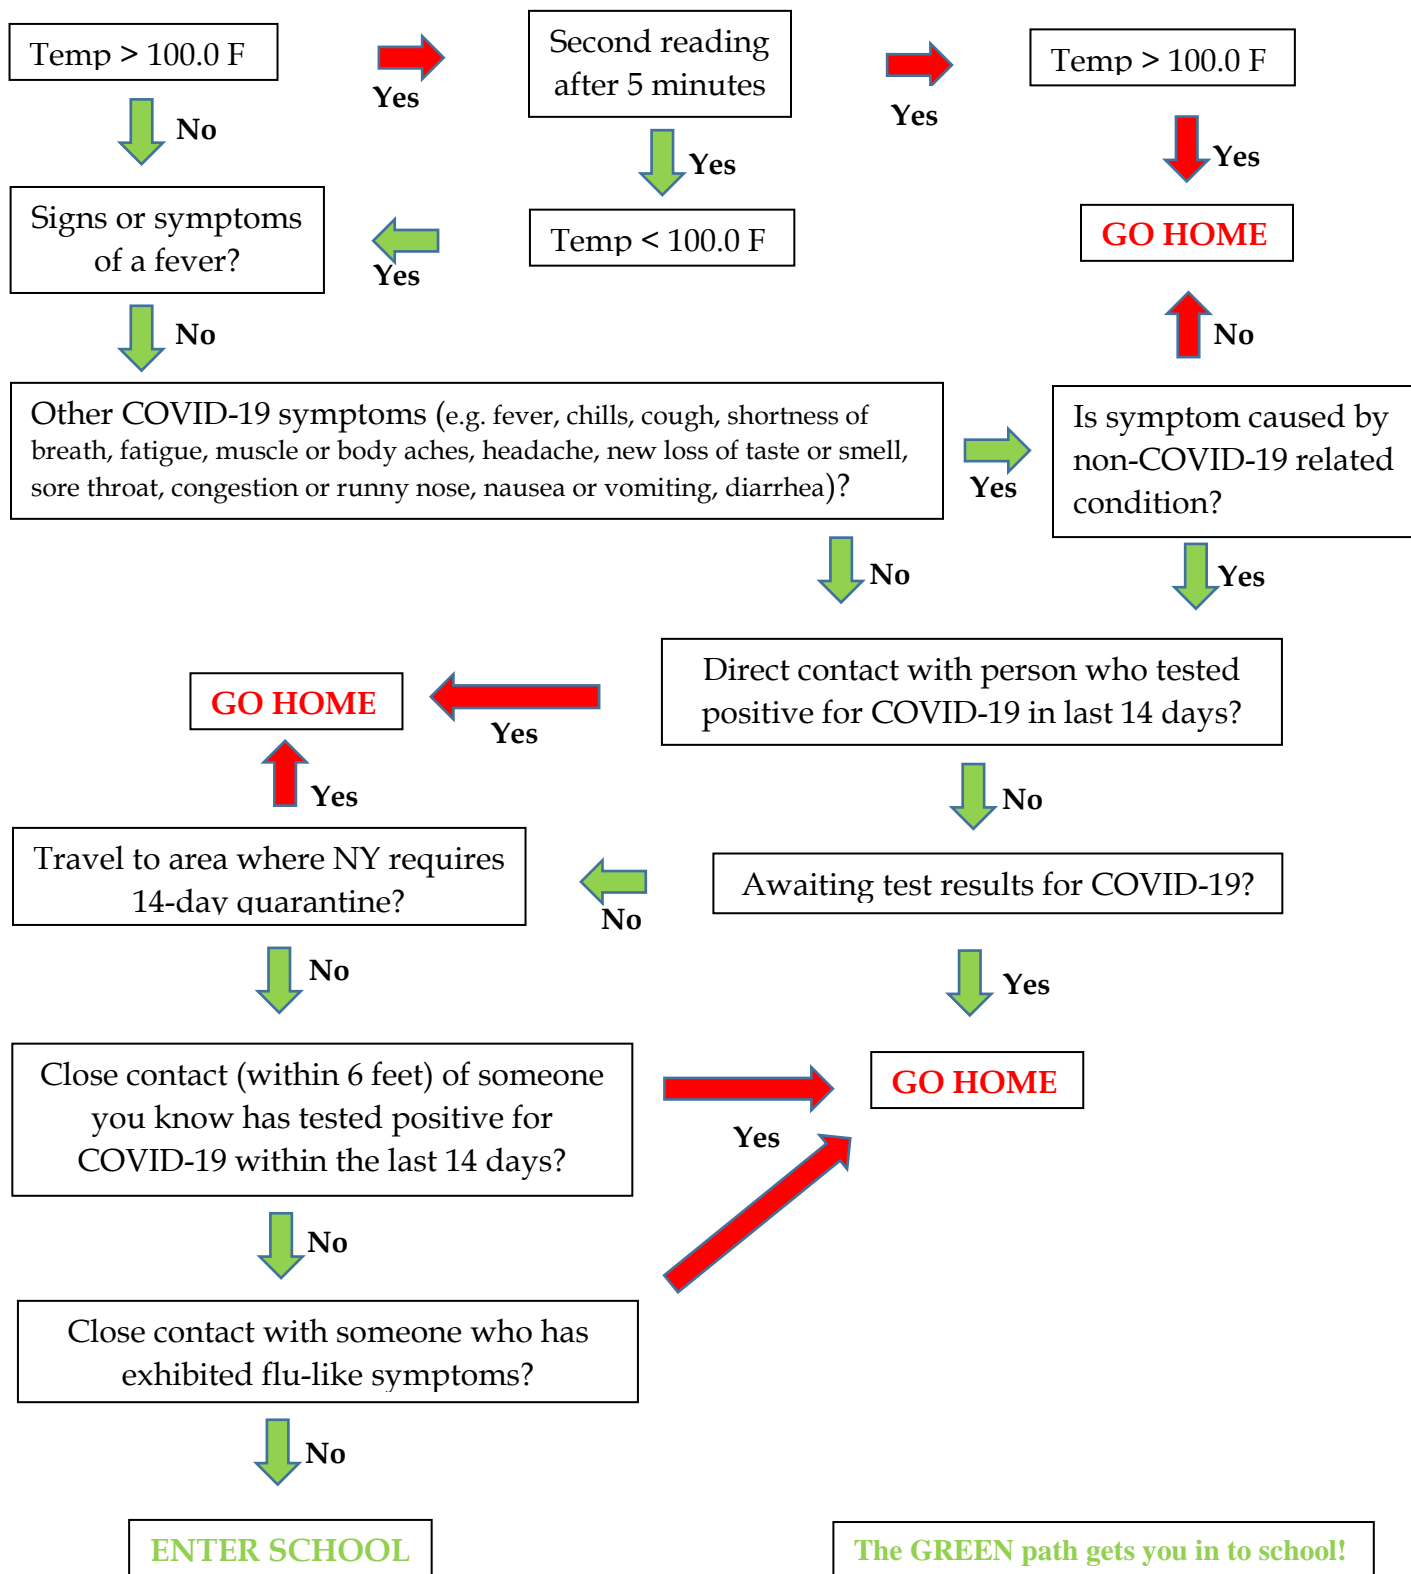 Temp > 100.0 F
Yes
Second reading
after 5 minutes
Yes
Temp > 100.0 F
No
Yes
Yes
Signs or symptoms
of a fever?
Yes
Temp < 100.0 F
GO HOME
No
No
Other COVID-19 symptoms (e.g. fever, chills, cough, shortness of
breath, fatigue, muscle or body aches, headache, new loss of taste or smell,
sore throat, congestion or runny nose, nausea or vomiting, diarrhea)?
Yes
Is symptom caused by
non-COVID-19 related
condition?
No
Yes
Direct contact with person who tested
positive for COVID-19 in last 14 days?
Yes
GO HOME
Yes
No
Travel to area where NY requires
14-day quarantine?
No
Awaiting test results for COVID-19?
No
Yes
Close contact (within 6 feet) of someone
you know has tested positive for
COVID-19 within the last 14 days?
Yes
GO HOME
No
Close contact with someone who has
exhibited flu-like symptoms?
No
ENTER SCHOOL
The GREEN path gets you in to school!